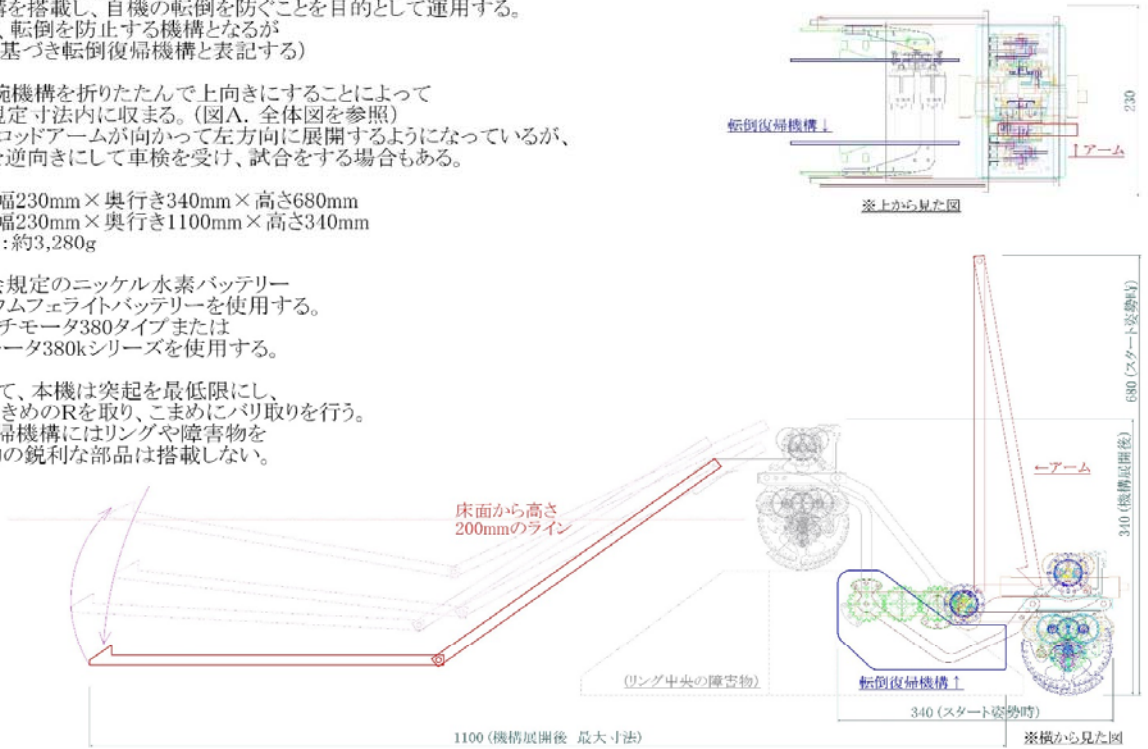 構を搭載し、自機の転倒を防ぐことを目的として運用する。
、転倒を防止する機構となるが
基づき転倒復帰機構と表記する)
腕機構を折りたたんで上向きにすることによって
規定寸法内に収まる。(図A. 全体図を参照)
ロッドアームが向かって左方向に展開するようになっているが、
を逆向きにして車検を受け、試合をする場合もある。
幅230mm×奥行き340mm×高さ680mm
幅230mm×奥行き1100mm×高さ340mm
:約3,280g
会規定のニッケル水素バッテリー
ウムフェライトバッテリーを使用する。
チモータ380タイプまたは
ータ380kシリーズを使用する。
て、本機は突起を最低限にし、
きめのRを取り、こまめにバリ取りを行う。
帰機構にはリングや障害物を
的の鋭利な部品は搭載しない。
転倒復帰機構↓
↑アーム
230
※上から見た図
680 (スタート姿勢時)
340 (機構展開後)
←アーム
床面から高さ
200mmのライン
(リング中央の障害物)
転倒復帰機構↑
340 (スタート姿勢時)
1100 (機構展開後 最大寸法)
※横から見た図